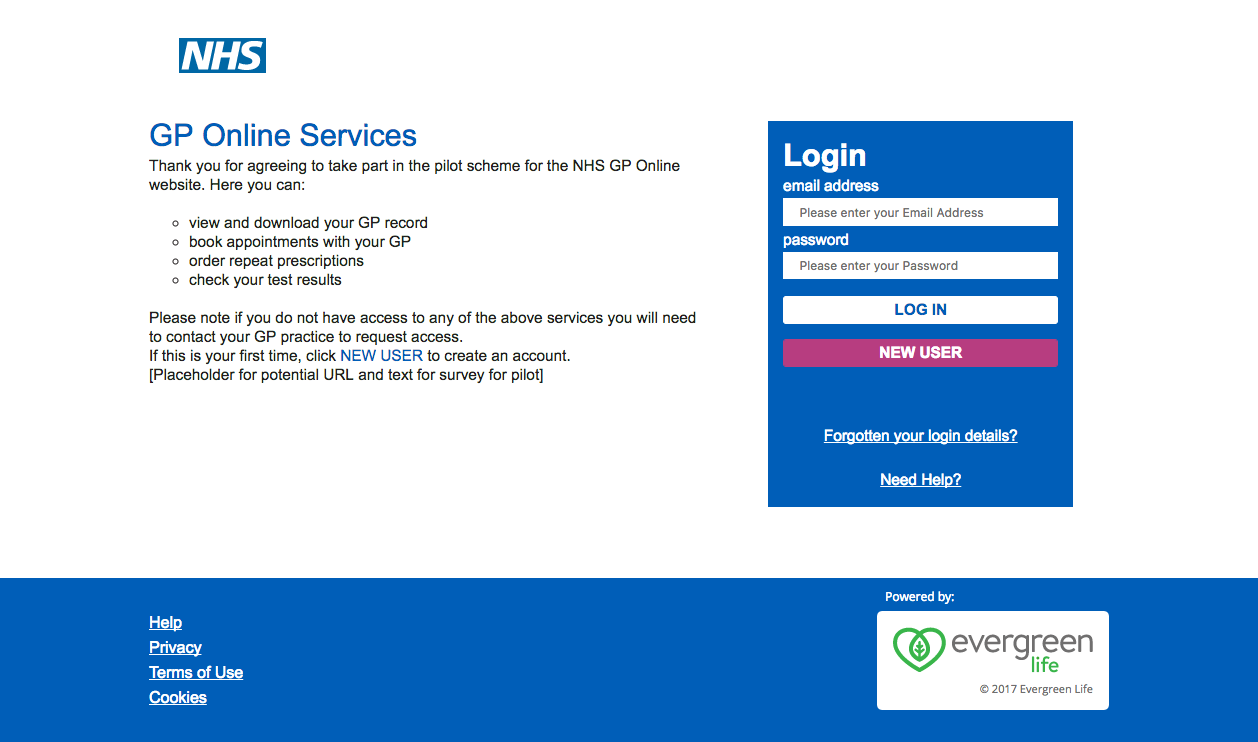 NHS
GP Online Services
Thank you for agreeing to take part in the pilot scheme for the NHS GP Online
website. Here you can:
view and download your GP record
book appointments with your GP
order repeat prescriptions
check your test results
Please note if you do not have access to any of the above services you will need
to contact your GP practice to request access.
If this is your first time, click NEW USER to create an account.
[Placeholder for potential URL and text for survey for pilot]
Login
email address
Please enter your Email Address
password
Please enter your Password
LOG IN
NEW USER
Forgotten your login details?
Need Help?
Help
Privacy
Terms of Use
Cookies
Powered by:
evergreen
life
© 2017 Evergreen Life